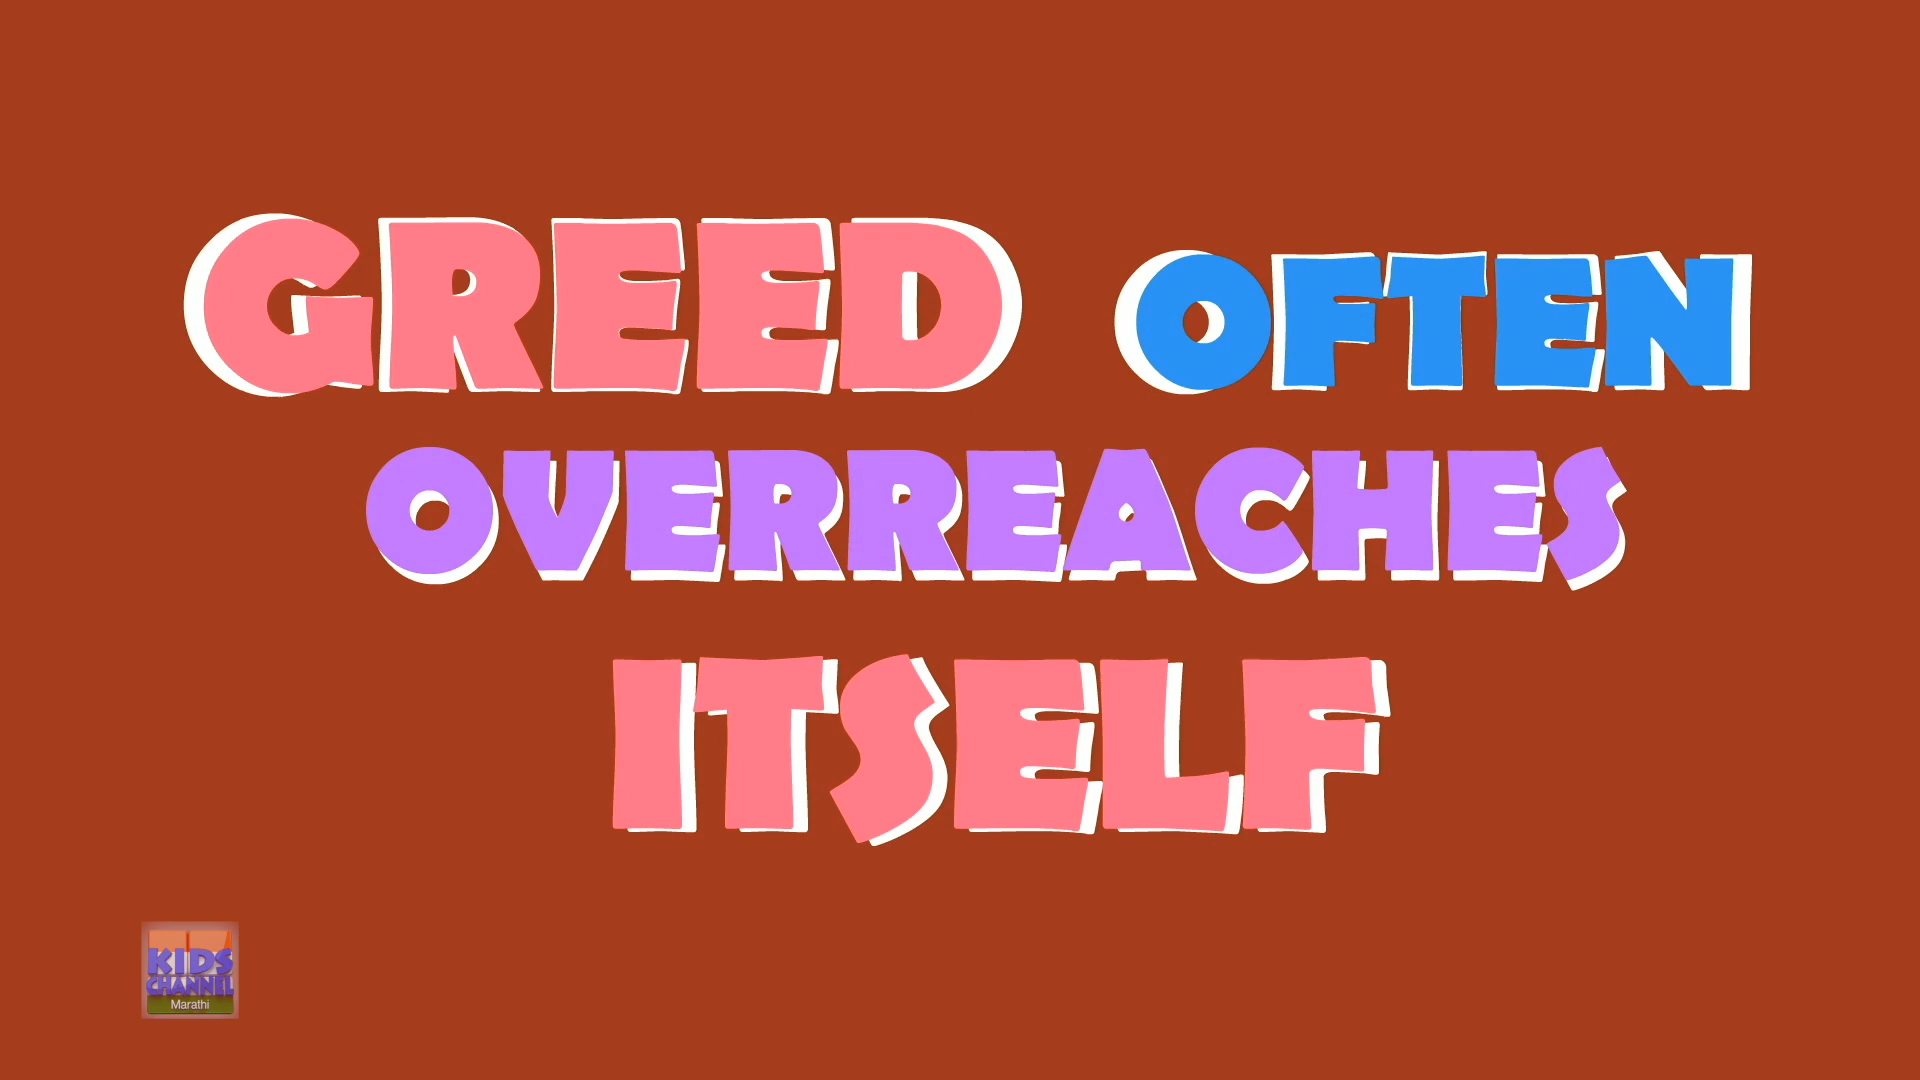 GREED OFTEN
OVERREACHES
ITSELF
KIDS
CHANNEL
Marathi